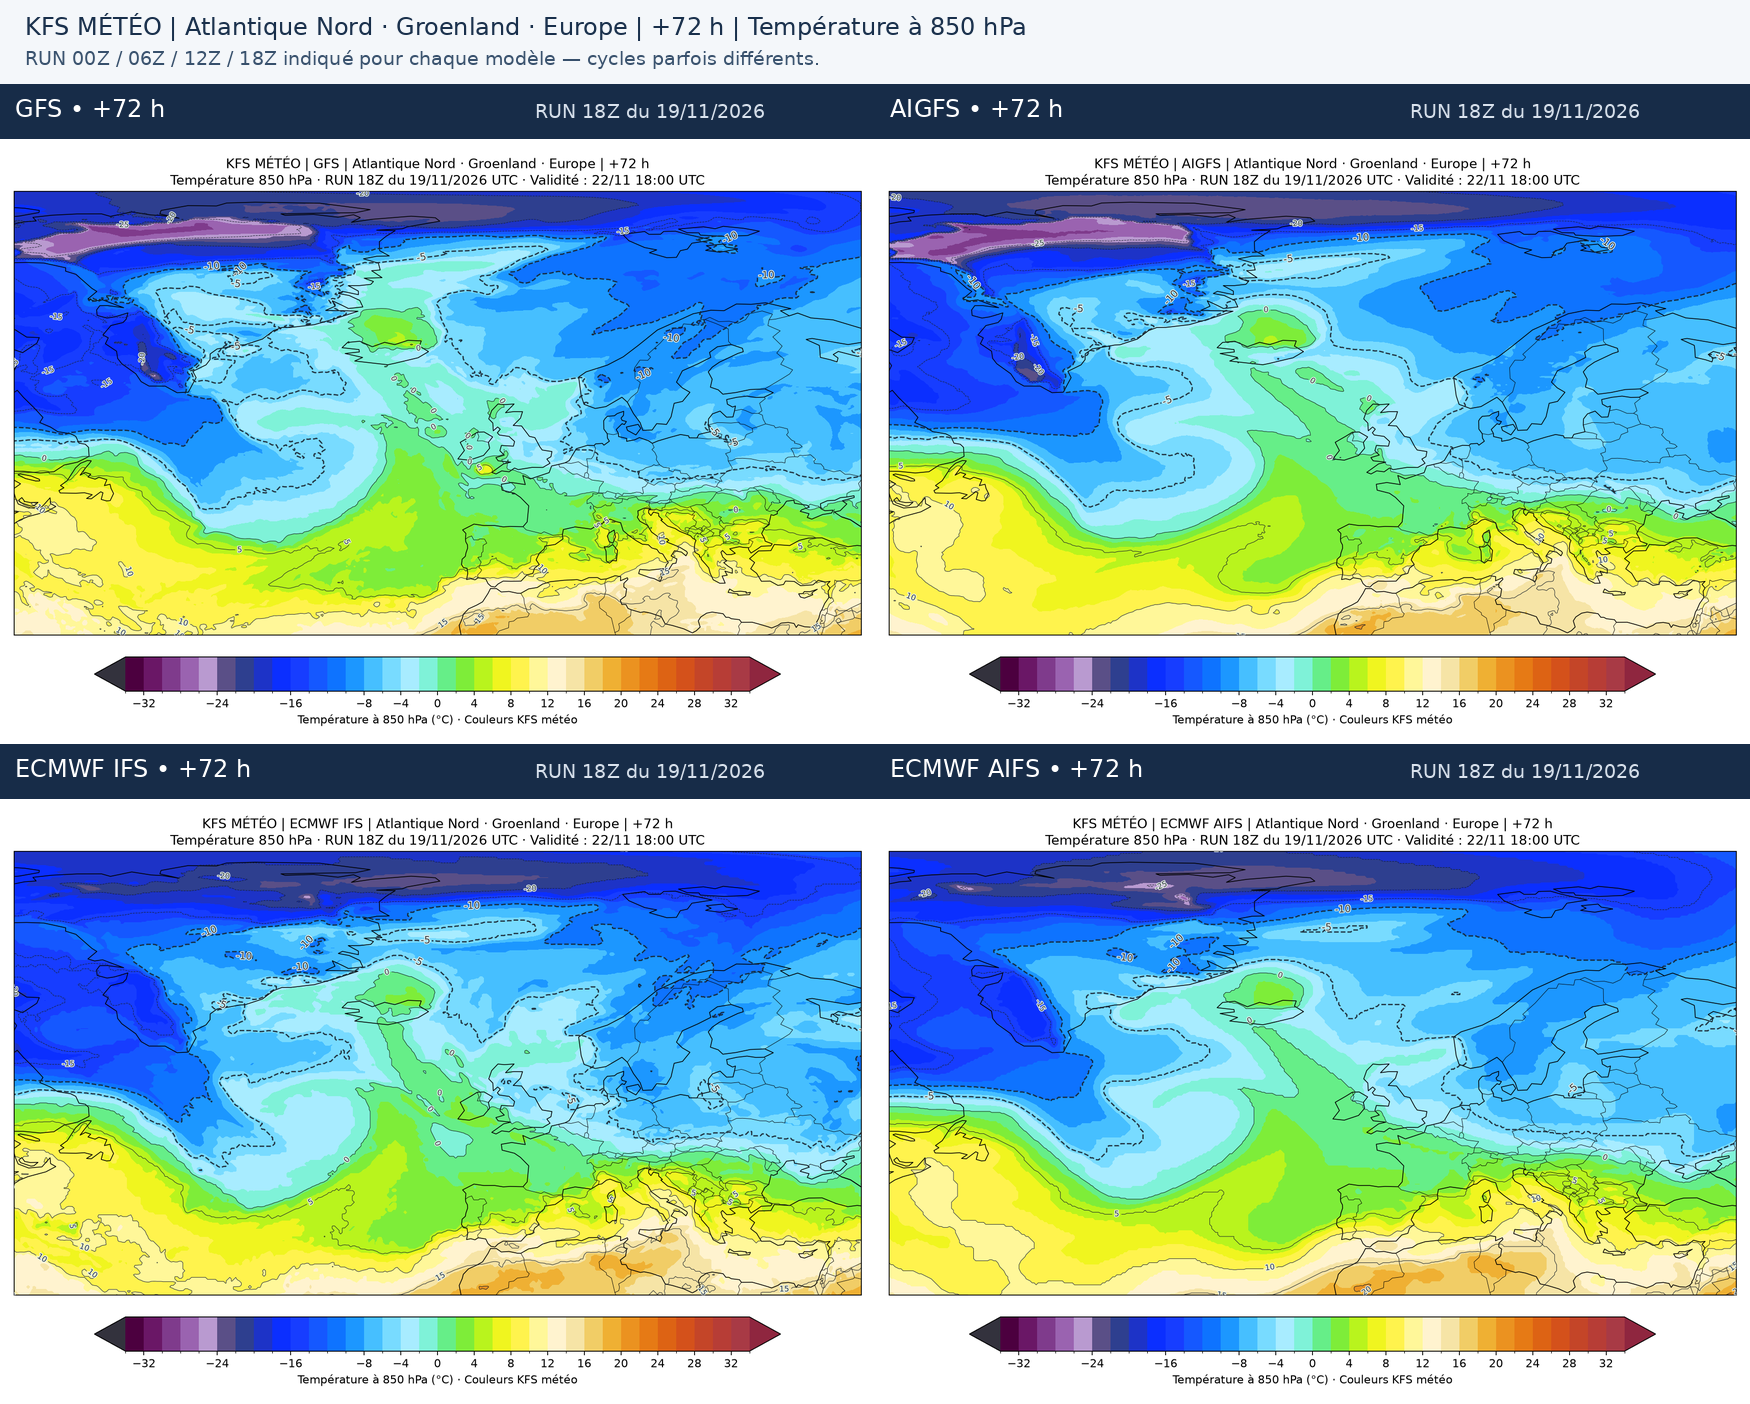 KFS MÉTÉO | Atlantique Nord · Groenland · Europe | +72 h | Température à 850 hPa
RUN 00Z / 06Z / 12Z / 18Z indiqué pour chaque modèle — cycles parfois différents.
GFS • +72 h
RUN 18Z du 19/11/2026
KFS MÉTÉO | GFS | Atlantique Nord · Groenland · Europe | +72 h
Température 850 hPa · RUN 18Z du 19/11/2026 UTC · Validité : 22/11 18:00 UTC
−32 −24 −16 −8 −4 0 4 8 12 16 20 24 28 32
Température à 850 hPa (°C) · Couleurs KFS météo
AIGFS • +72 h
RUN 18Z du 19/11/2026
KFS MÉTÉO | AIGFS | Atlantique Nord · Groenland · Europe | +72 h
Température 850 hPa · RUN 18Z du 19/11/2026 UTC · Validité : 22/11 18:00 UTC
−32 −24 −16 −8 −4 0 4 8 12 16 20 24 28 32
Température à 850 hPa (°C) · Couleurs KFS météo
ECMWF IFS • +72 h
RUN 18Z du 19/11/2026
KFS MÉTÉO | ECMWF IFS | Atlantique Nord · Groenland · Europe | +72 h
Température 850 hPa · RUN 18Z du 19/11/2026 UTC · Validité : 22/11 18:00 UTC
−32 −24 −16 −8 −4 0 4 8 12 16 20 24 28 32
Température à 850 hPa (°C) · Couleurs KFS météo
ECMWF AIFS • +72 h
RUN 18Z du 19/11/2026
KFS MÉTÉO | ECMWF AIFS | Atlantique Nord · Groenland · Europe | +72 h
Température 850 hPa · RUN 18Z du 19/11/2026 UTC · Validité : 22/11 18:00 UTC
−32 −24 −16 −8 −4 0 4 8 12 16 20 24 28 32
Température à 850 hPa (°C) · Couleurs KFS météo